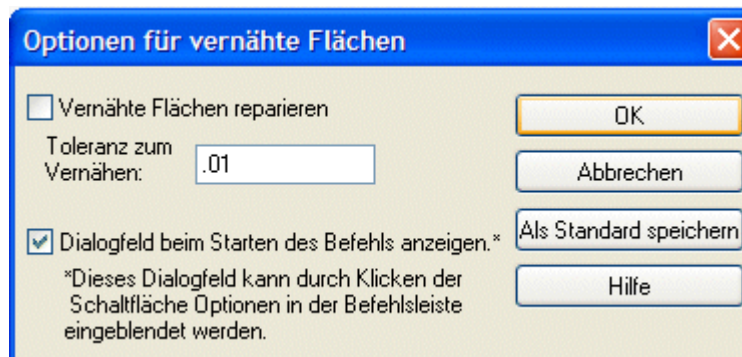 Optionen für vernähte Flächen
Vernähte Flächen reparieren
Toleranz zum
Vernähen:
.01
Dialogfeld beim Starten des Befehls anzeigen.*
*Dieses Dialogfeld kann durch Klicken der
Schaltfläche Optionen in der Befehlsleiste
eingeblendet werden.
OK
Abbrechen
Als Standard speichern
Hilfe